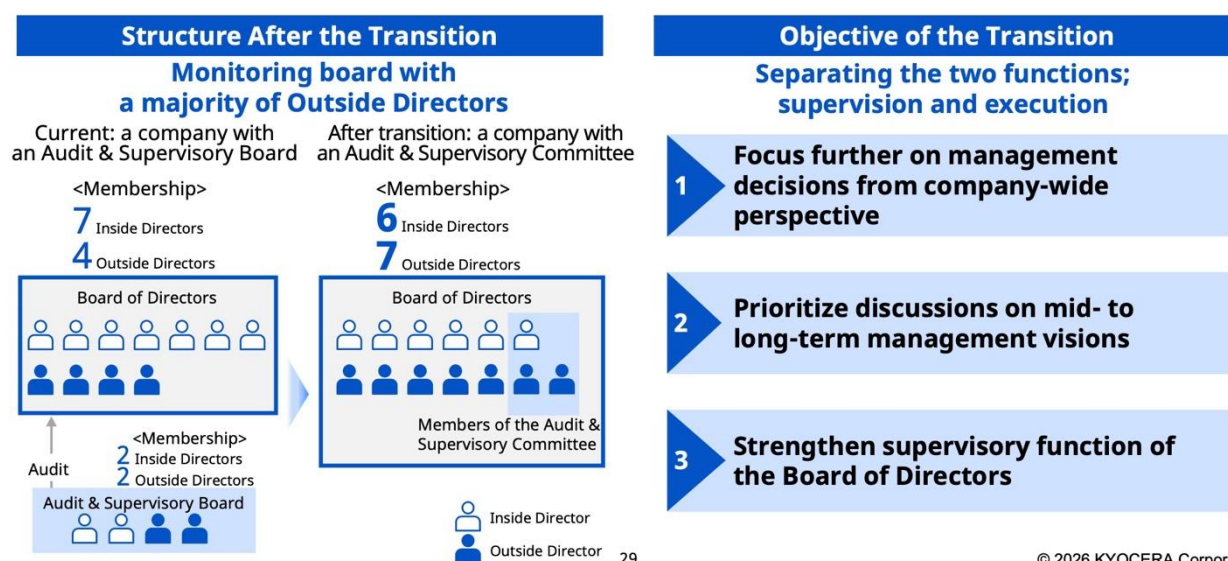 Structure After the Transition
Monitoring board with
a majority of Outside Directors
Current: a company with
an Audit & Supervisory Board
<Membership>
7 Inside Directors
4 Outside Directors
Board of Directors
Audit
<Membership>
2 Inside Directors
2 Outside Directors
Audit & Supervisory Board
After transition: a company with
an Audit & Supervisory Committee
<Membership>
6 Inside Directors
7 Outside Directors
Board of Directors
Members of the Audit &
Supervisory Committee
Inside Director
Outside Director
Objective of the Transition
Separating the two functions;
supervision and execution
1
Focus further on management
decisions from company-wide
perspective
2
Prioritize discussions on mid- to
long-term management visions
3
Strengthen supervisory function of
the Board of Directors
29
© 2026 KYOCERA Corpor